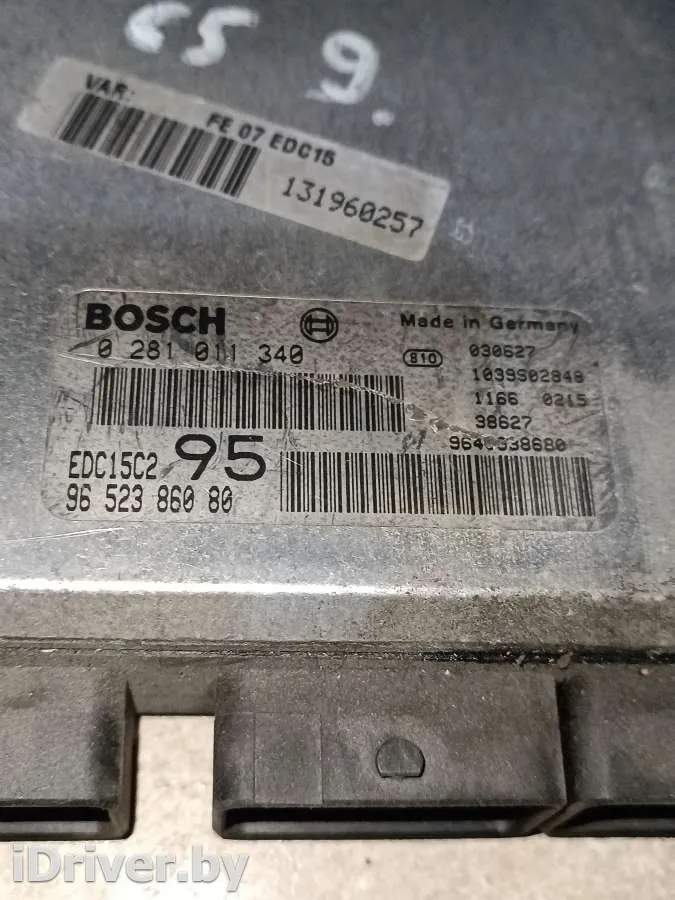 c5 9.
VAR:
FE 07 EDC15
131960257
BOSCH
Made in Germany
0 281 011 340
810
030627
1039S02848
1166 0215
38627
EDC15C2 95
96 523 860 80
iDriver.by